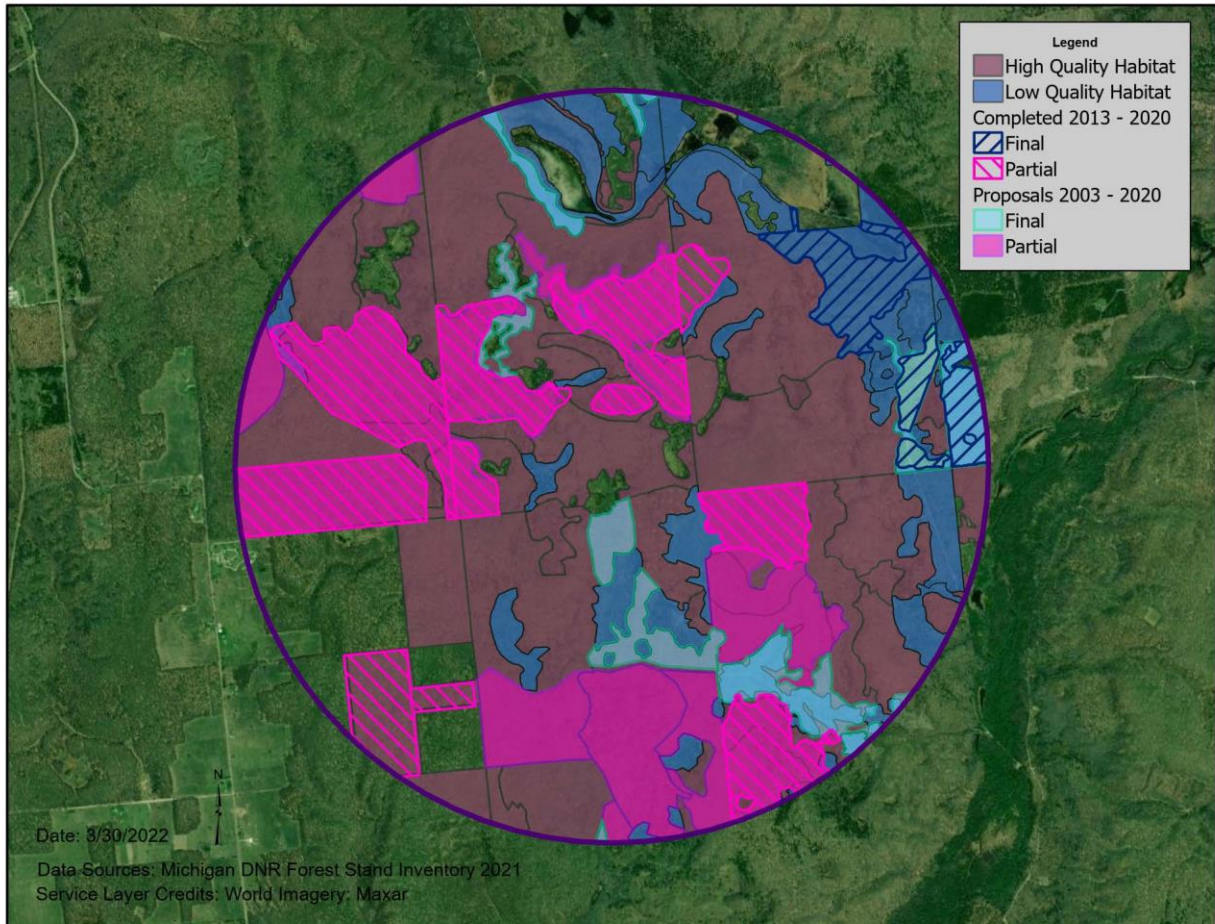 Legend
High Quality Habitat
Low Quality Habitat
Completed 2013 - 2020
Final
Partial
Proposals 2003 - 2020
Final
Partial
N
Date: 3/30/2022
Data Sources: Michigan DNR Forest Stand Inventory 2021
Service Layer Credits: World Imagery: Maxar